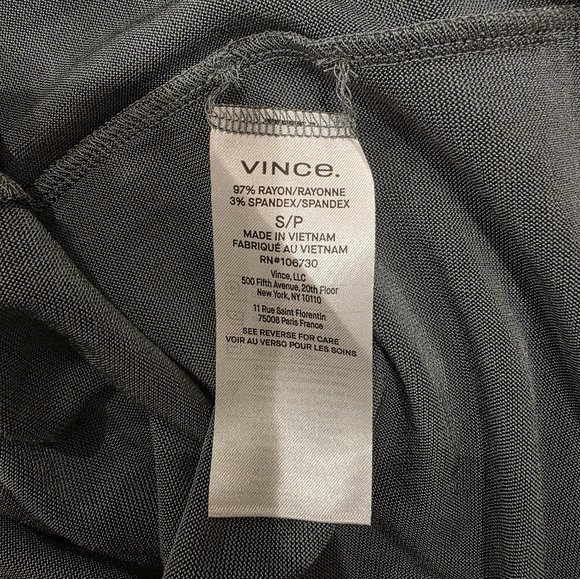 VINCE.
97% RAYON/RAYONNE
3% SPANDEX/SPANDEX
S/P
MADE IN VIETNAM
FABRIQUÉ AU VIETNAM
RN#106730
Vince, LLC
500 Fifth Avenue, 20th Floor
New York, NY, 10110
11 Rue Saint Florentin
75008 Paris France
SEE REVERSE FOR CARE
VOIR AU VERSO POUR LES SOINS